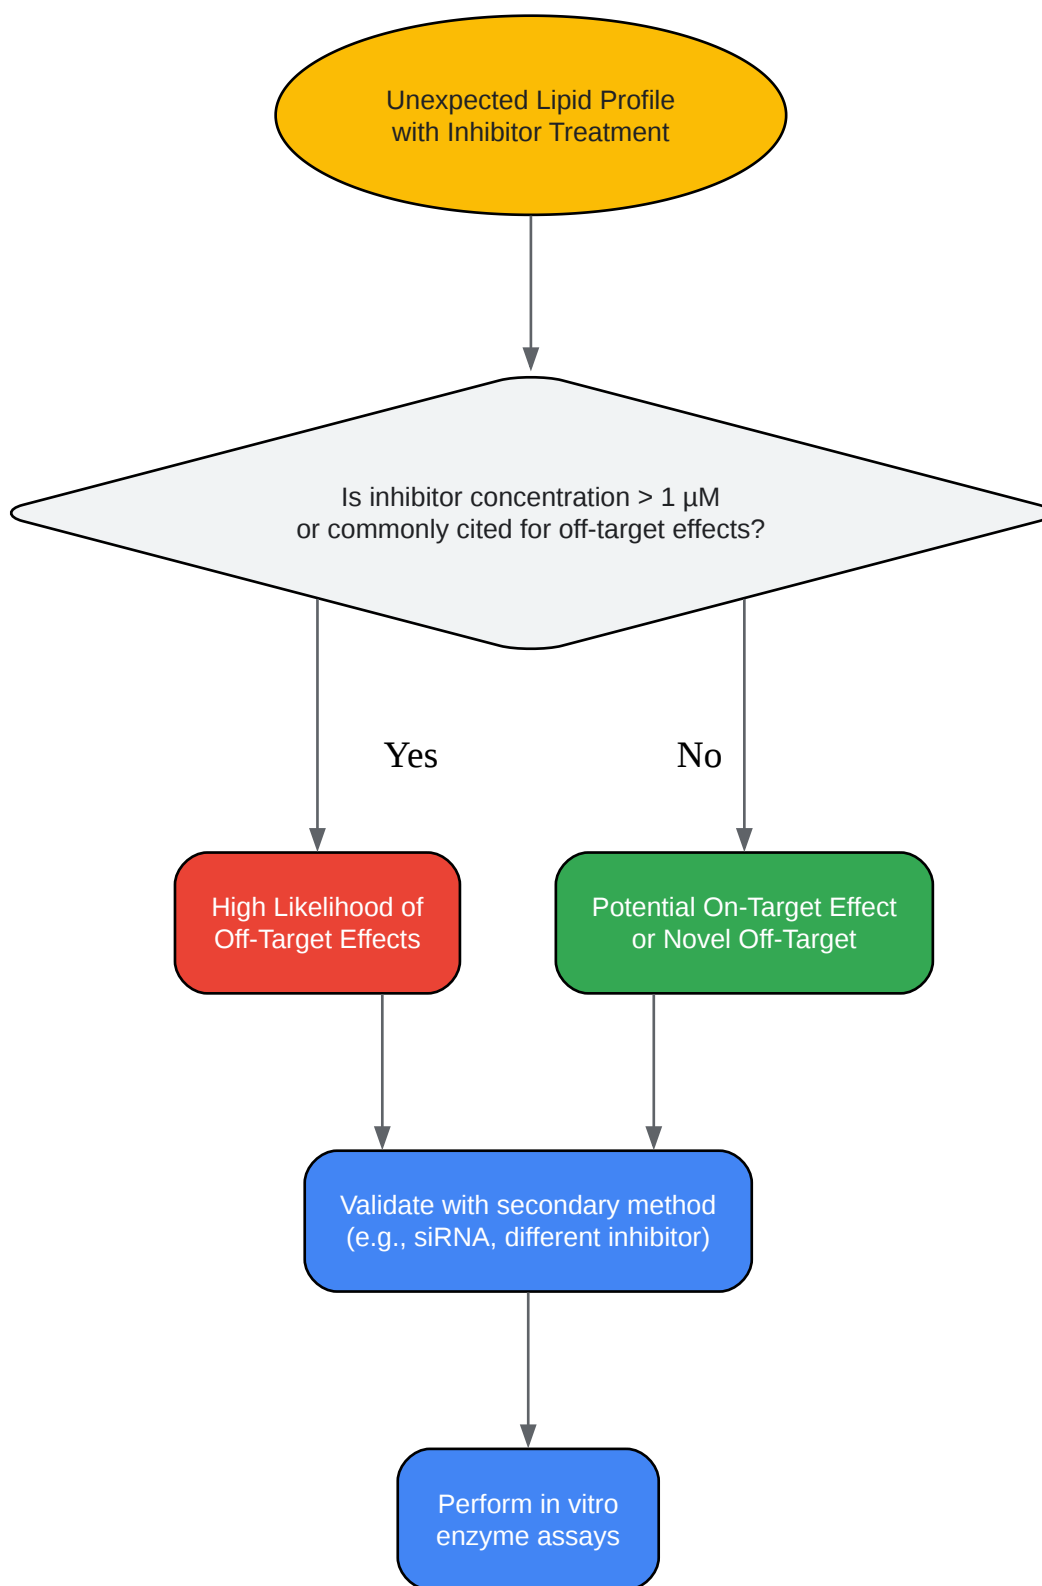 Unexpected Lipid Profile
with Inhibitor Treatment
Is inhibitor concentration > 1 µM
or commonly cited for off-target effects?
Yes
No
High Likelihood of
Off-Target Effects
Potential On-Target Effect
or Novel Off-Target
Validate with secondary method
(e.g., siRNA, different inhibitor)
Perform in vitro
enzyme assays